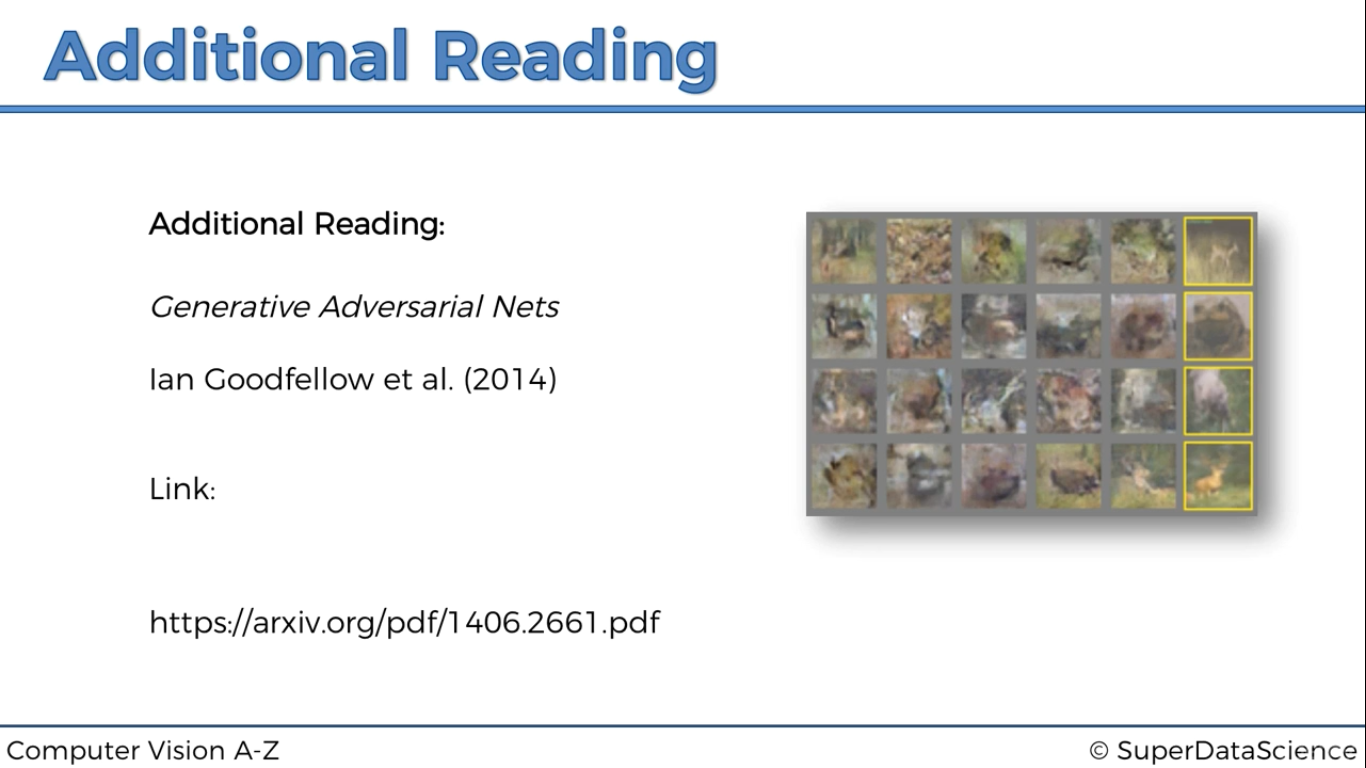 Additional Reading
Additional Reading:
Generative Adversarial Nets
Ian Goodfellow et al. (2014)
Link:
https://arxiv.org/pdf/1406.2661.pdf
Computer Vision A-Z
© SuperDataScience